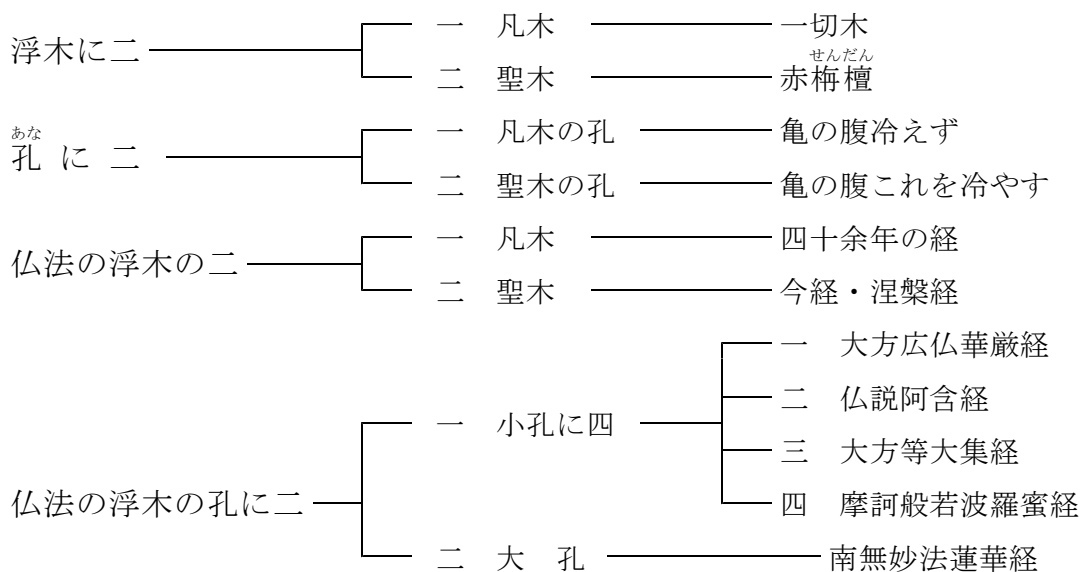 浮木に二 一 凡木 一切木
二 聖木 赤栴檀
せんだん
孔に二 一 凡木の孔 亀の腹冷えず
あな
二 聖木の孔 亀の腹これを冷やす
仏法の浮木の二 一 凡木 四十余年の経
二 聖木 今経・涅槃経
仏法の浮木の孔に二 一 小孔に四 一 大方広仏華厳経
二 仏説阿含経
三 大方等大集経
四 摩訶般若波羅蜜経
二 大孔 南無妙法蓮華経